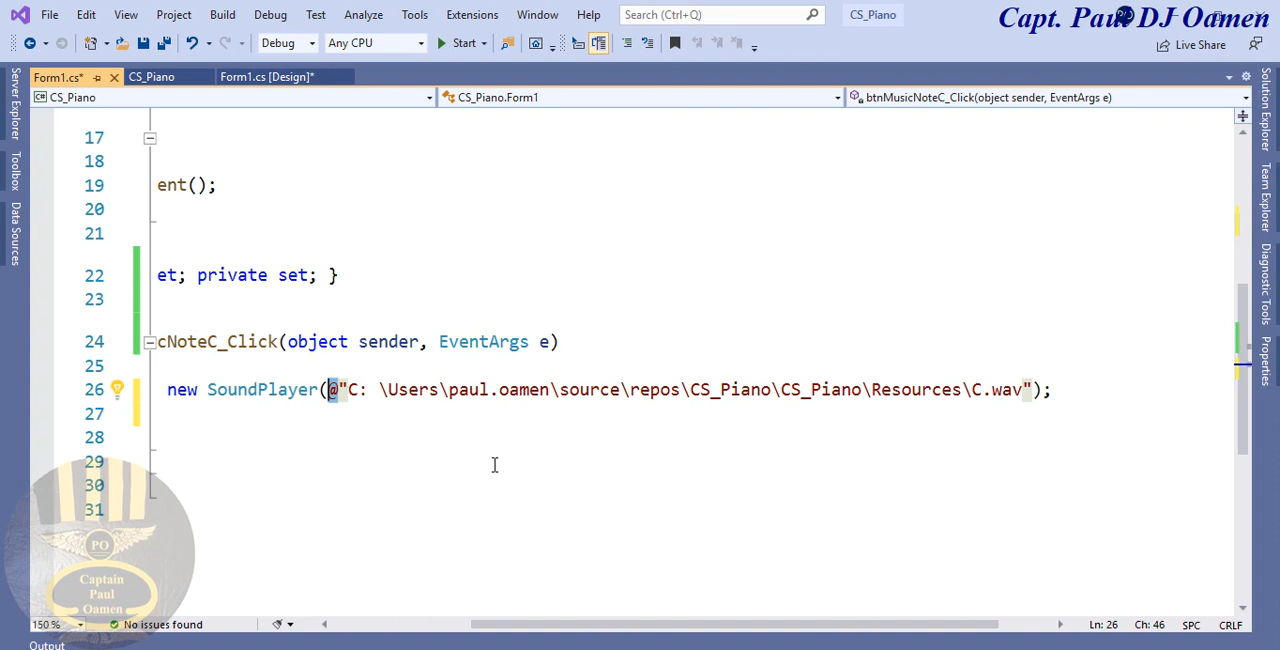 File Edit View Project Build Debug Test Analyze Tools Extensions Window Help Search (Ctrl+Q) CS_Piano
Capt. Paul DJ Oamen
Debug Any CPU Start Live Share
Form1.cs* CS_Piano Form1.cs [Design]*
CS_Piano CS_Piano.Form1 btnMusicNoteC_Click(object sender, EventArgs e)
Server Explorer
Toolbox
Data Sources
17
18
19 ent();
20
21
22 et; private set; }
23
24 cNoteC_Click(object sender, EventArgs e)
25
26 new SoundPlayer(@"C: \Users\paul.oamen\source\repos\CS_Piano\CS_Piano\Resources\C.wav");
27
28
29
30
31
PO
Captain
Paul
Oamen
Solution Explorer
Team Explorer
Diagnostic Tools
Properties
150 % No issues found Ln: 26 Ch: 46 SPC CRLF
Output